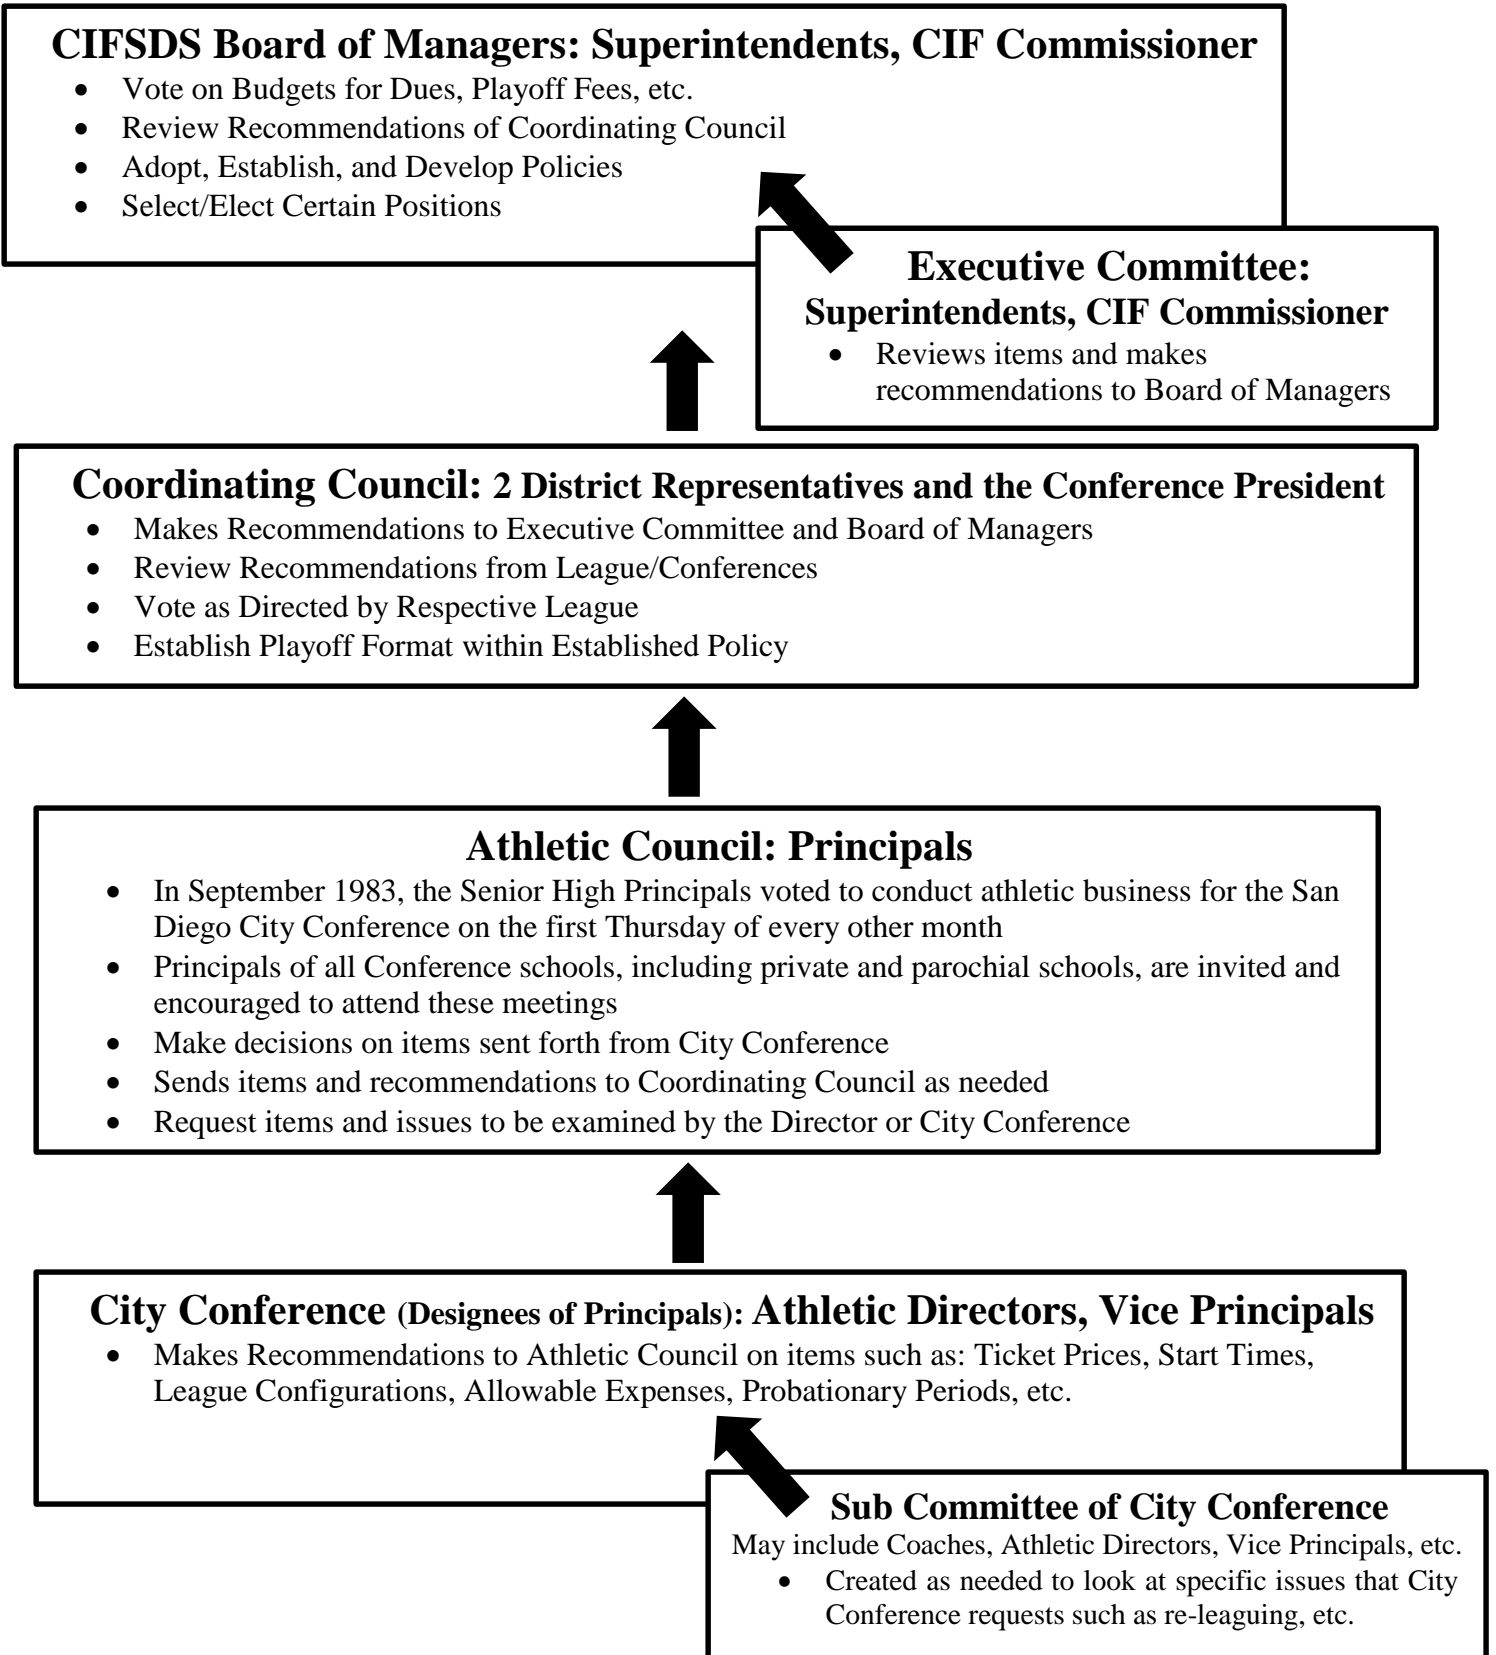 CIFSDS Board of Managers: Superintendents, CIF Commissioner
• Vote on Budgets for Dues, Playoff Fees, etc.
• Review Recommendations of Coordinating Council
• Adopt, Establish, and Develop Policies
• Select/Elect Certain Positions
Executive Committee:
Superintendents, CIF Commissioner
• Reviews items and makes
recommendations to Board of Managers
Coordinating Council: 2 District Representatives and the Conference President
• Makes Recommendations to Executive Committee and Board of Managers
• Review Recommendations from League/Conferences
• Vote as Directed by Respective League
• Establish Playoff Format within Established Policy
Athletic Council: Principals
• In September 1983, the Senior High Principals voted to conduct athletic business for the San
Diego City Conference on the first Thursday of every other month
• Principals of all Conference schools, including private and parochial schools, are invited and
encouraged to attend these meetings
• Make decisions on items sent forth from City Conference
• Sends items and recommendations to Coordinating Council as needed
• Request items and issues to be examined by the Director or City Conference
City Conference (Designees of Principals): Athletic Directors, Vice Principals
• Makes Recommendations to Athletic Council on items such as: Ticket Prices, Start Times,
League Configurations, Allowable Expenses, Probationary Periods, etc.
Sub Committee of City Conference
May include Coaches, Athletic Directors, Vice Principals, etc.
• Created as needed to look at specific issues that City
Conference requests such as re-leaguing, etc.